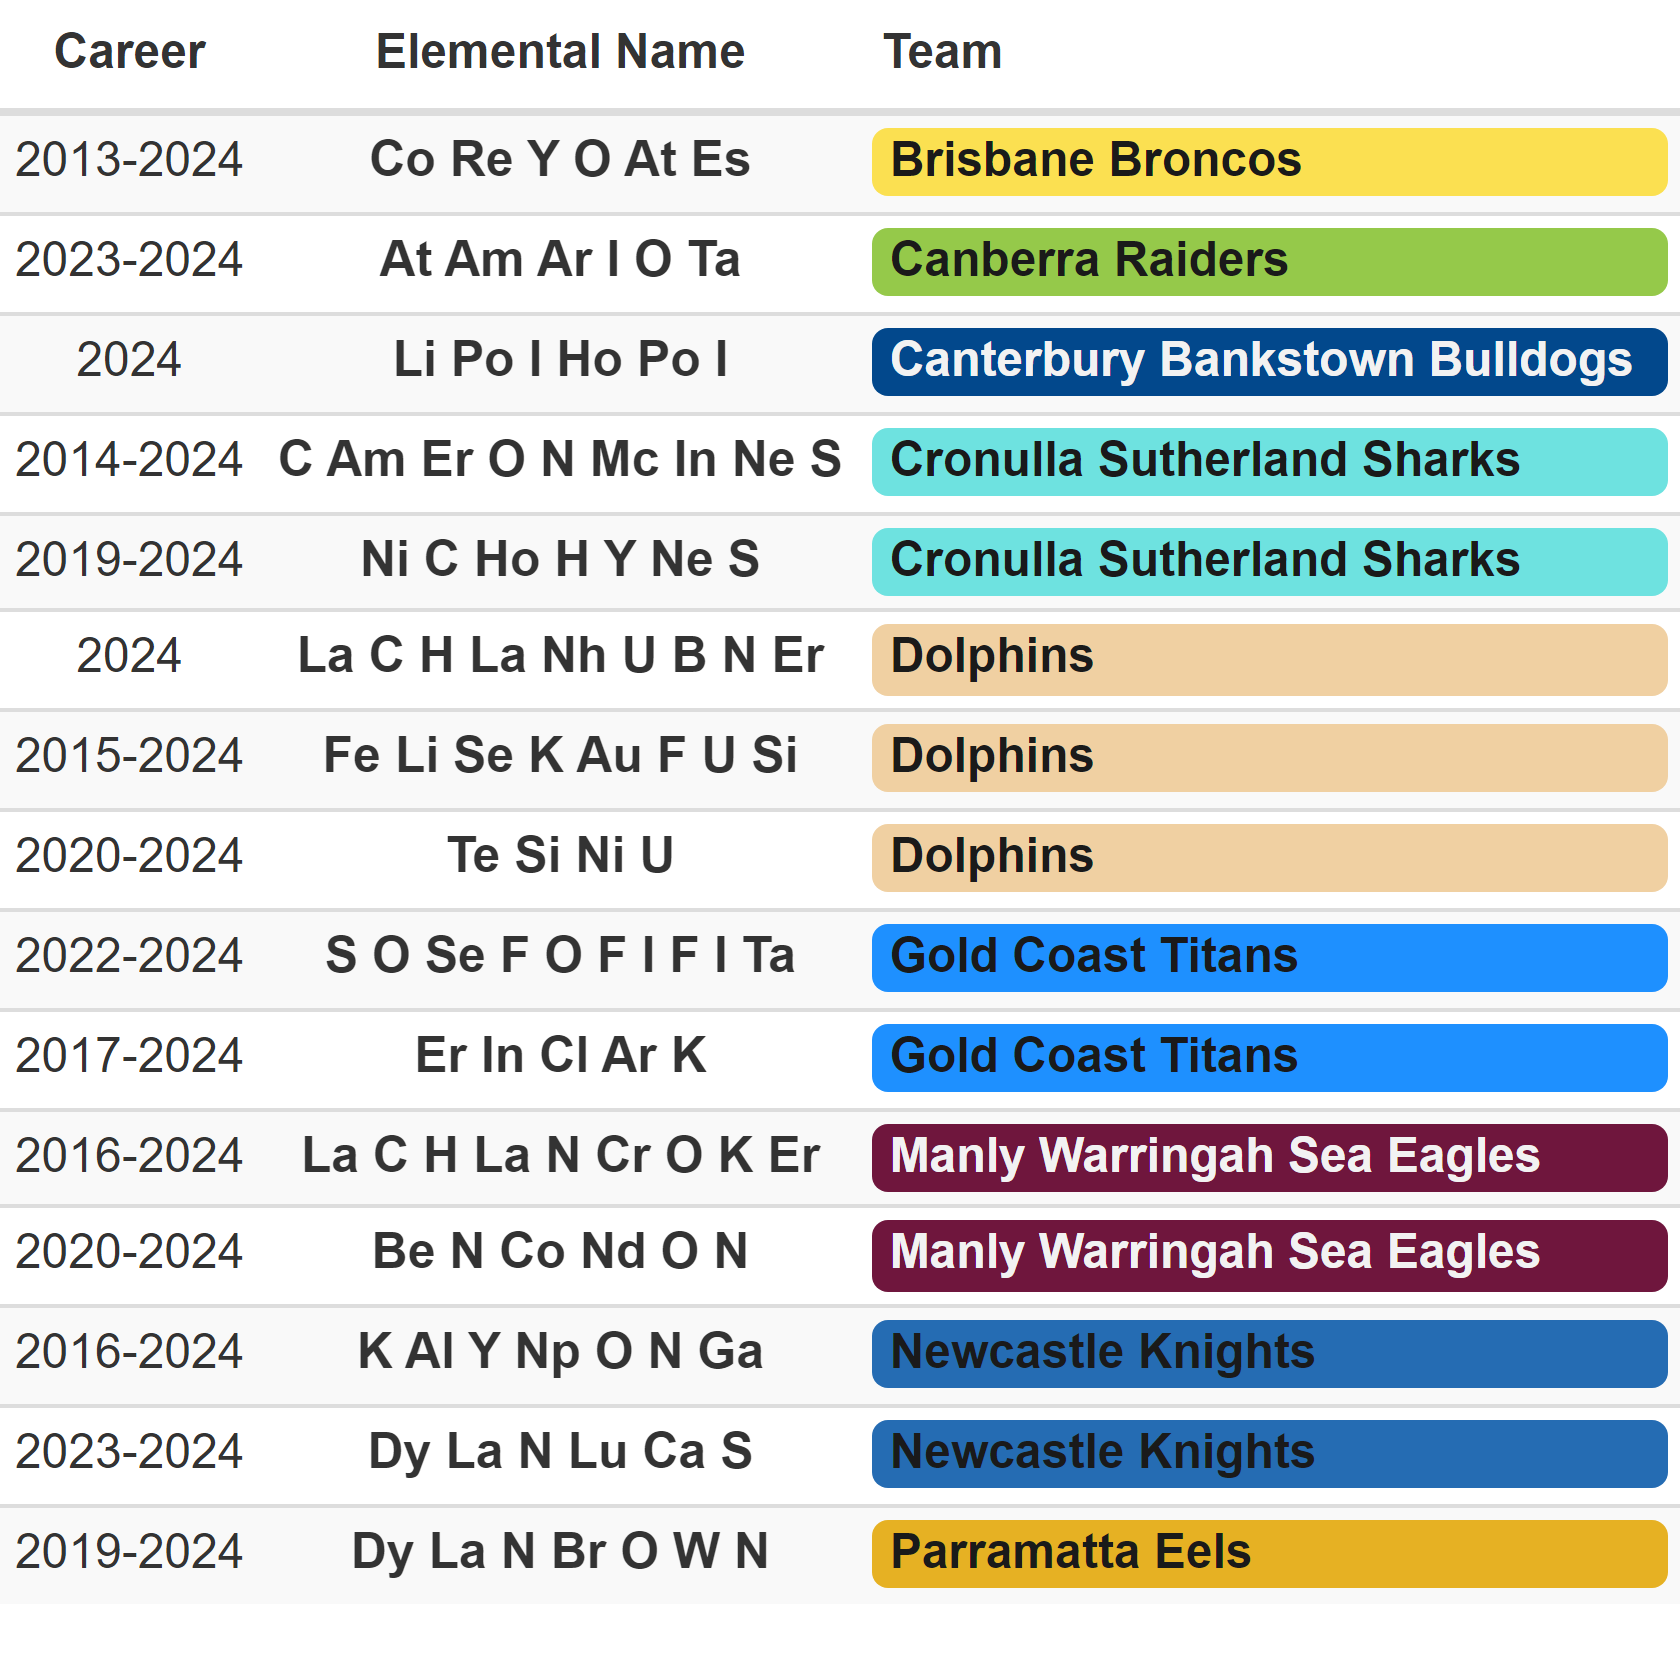 Career Elemental Name Team
2013-2024 Co Re Y O At Es Brisbane Broncos
2023-2024 At Am Ar I O Ta Canberra Raiders
2024 Li Po I Ho Po I Canterbury Bankstown Bulldogs
2014-2024 C Am Er O N Mc In Ne S Cronulla Sutherland Sharks
2019-2024 Ni C Ho H Y Ne S Cronulla Sutherland Sharks
2024 La C H La Nh U B N Er Dolphins
2015-2024 Fe Li Se K Au F U Si Dolphins
2020-2024 Te Si Ni U Dolphins
2022-2024 S O Se F O F I F I Ta Gold Coast Titans
2017-2024 Er In Cl Ar K Gold Coast Titans
2016-2024 La C H La N Cr O K Er Manly Warringah Sea Eagles
2020-2024 Be N Co Nd O N Manly Warringah Sea Eagles
2016-2024 K Al Y Np O N Ga Newcastle Knights
2023-2024 Dy La N Lu Ca S Newcastle Knights
2019-2024 Dy La N Br O W N Parramatta Eels